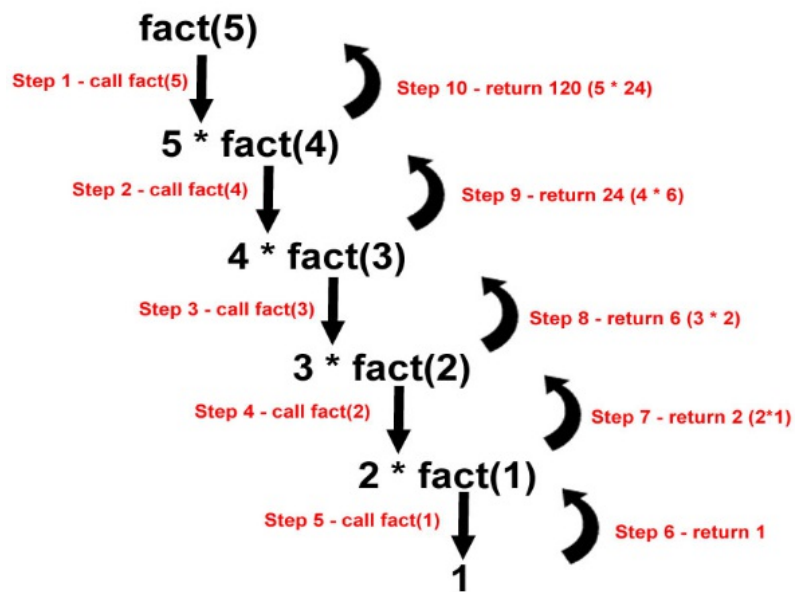 fact(5)
Step 1 - call fact(5)
Step 10 - return 120 (5 * 24)
5 * fact(4)
Step 2 - call fact(4)
Step 9 - return 24 (4 * 6)
4 * fact(3)
Step 3 - call fact(3)
Step 8 - return 6 (3 * 2)
3 * fact(2)
Step 4 - call fact(2)
Step 7 - return 2 (2*1)
2 * fact(1)
Step 5 - call fact(1)
Step 6 - return 1
1